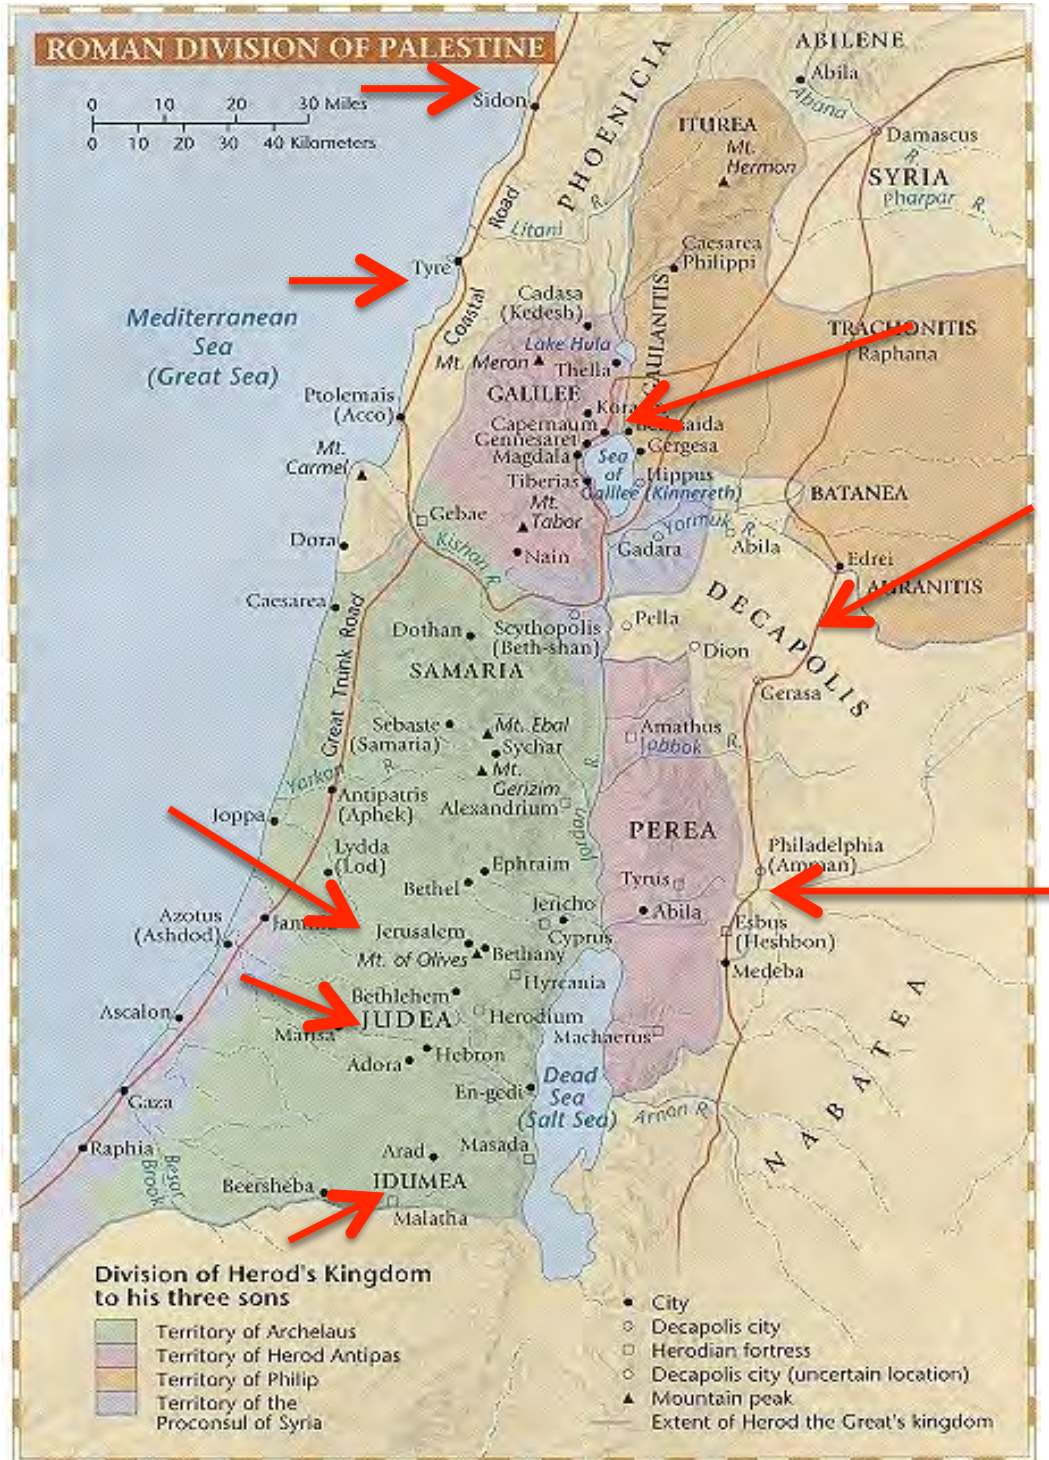 ROMAN DIVISION OF PALESTINE
0 10 20 30 Miles
0 10 20 30 40 Kilometers
Sidon
PHOENICIA
ABILENE
Abila
Abana
R.
Damascus
ITUREA
Mt.
Hermon
SYRIA
Pharpar R.
Road
Litani R.
Tyre
Coastal
Caesarea
Philippi
Mediterranean
Sea
(Great Sea)
Cadasa
(Kedesh)
Lake Hula
Mt. Meron
Thella
AULANITIS
TRACHONITIS
Raphana
GALILEE
Ptolemais
(Acco)
Kora
Capernaum
saida
Gennesaret
Gergesa
Magdala
Sea
of
Galilee (Kinnereth)
Hippus
Tiberias
Mt.
Carmel
Mt.
Tabor
BATANEA
Gebae
Yarmuk R.
Dora
Kishon R.
Nain
Gadara
Abila
Edrei
AURANITIS
Caesarea
DECAPOLIS
Dothan
Scythopolis
(Beth-shan)
Pella
Dion
SAMARIA
Gerasa
Great Trunk Road
Sebaste
(Samaria)
Mt. Ebal
Sychar
Mt.
Gerizim
Amathus
Jabbok R.
Yarkon R.
Antipatris
(Aphek)
Alexandrium
Jordan R.
Joppa
PEREA
Lydda
(Lod)
Philadelphia
(Amman)
Ephraim
Bethel
Tyrus
Jericho
Abila
Azotus
(Ashdod)
Jamnia
Cyprus
Esbus
(Heshbon)
Jerusalem
Mt. of Olives
Bethany
Medeba
Hyrcania
Bethlehem
Ascalon
JUDEA
Herodium
Marisa
Machaerus
NABATEA
Adora
Hebron
Dead
Sea
(Salt Sea)
En-gedi
Gaza
Arnon R.
Raphia
Besor
Brook
Arad
Masada
IDUMEA
Beersheba
Malatha
Division of Herod's Kingdom
to his three sons
Territory of Archelaus
Territory of Herod Antipas
Territory of Philip
Territory of the
Proconsul of Syria
City
Decapolis city
Herodian fortress
Decapolis city (uncertain location)
Mountain peak
Extent of Herod the Great's kingdom